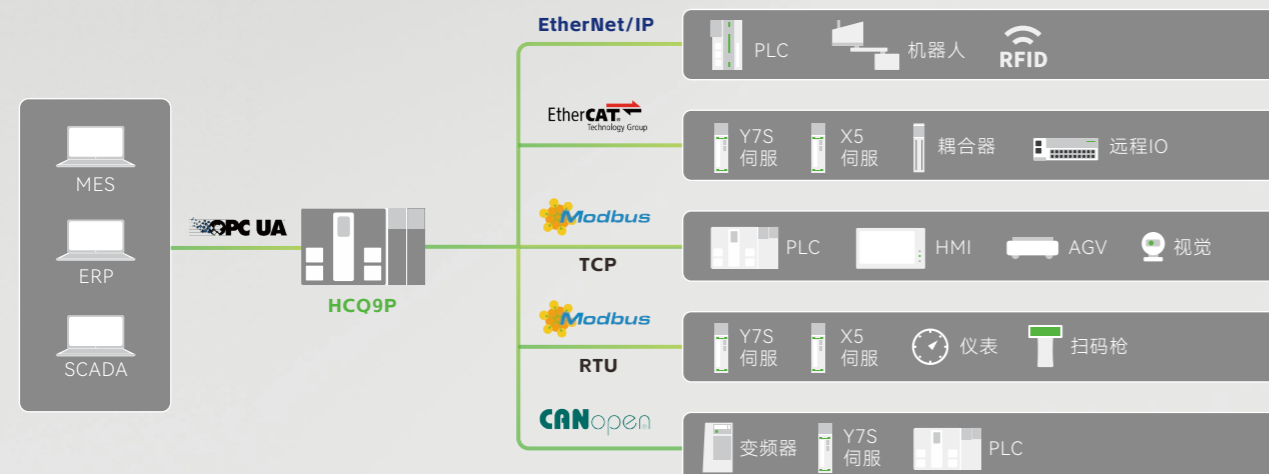 MES
ERP
SCADA
OPC UA
HCQ9P
EtherNet/IP
PLC
机器人
RFID
EtherCAT
Technology Group
Y7S
伺服
X5
伺服
耦合器
远程IO
Modbus
TCP
PLC
HMI
AGV
视觉
Modbus
RTU
Y7S
伺服
X5
伺服
仪表
扫码枪
CANopen
变频器
Y7S
伺服
PLC